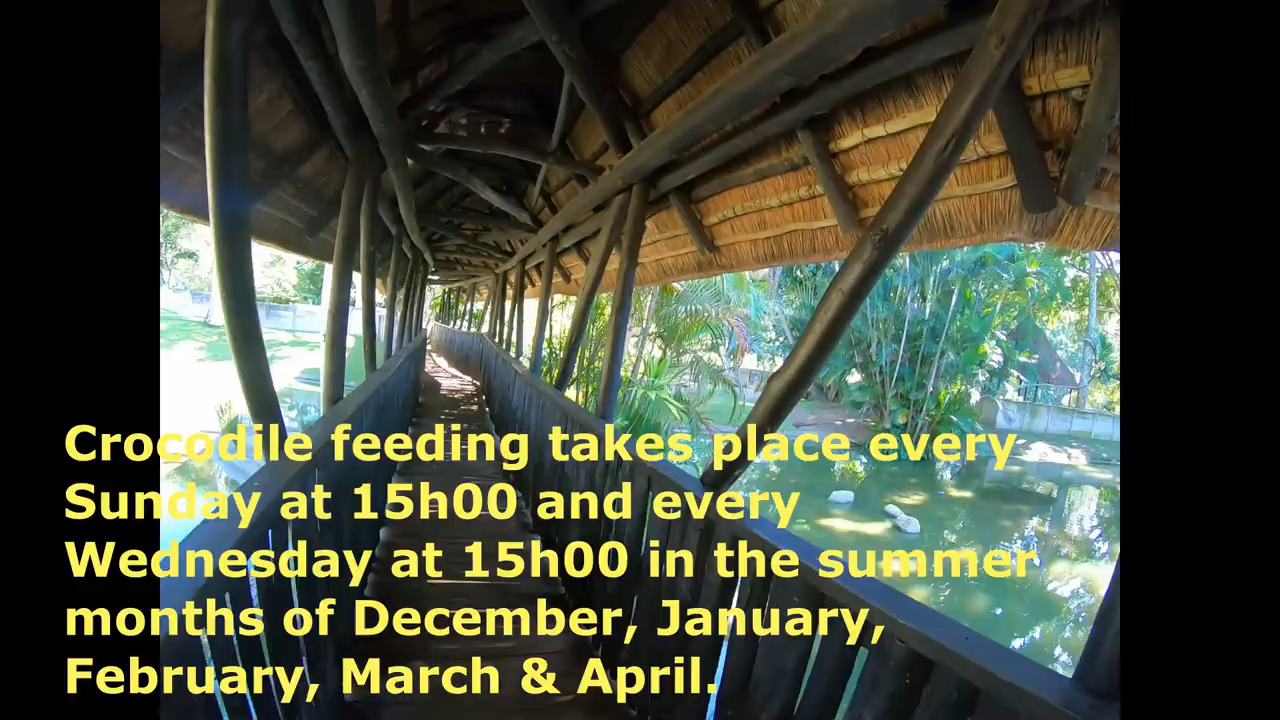 Crocodile feeding takes place every
Sunday at 15h00 and every
Wednesday at 15h00 in the summer
months of December, January,
February, March & April.